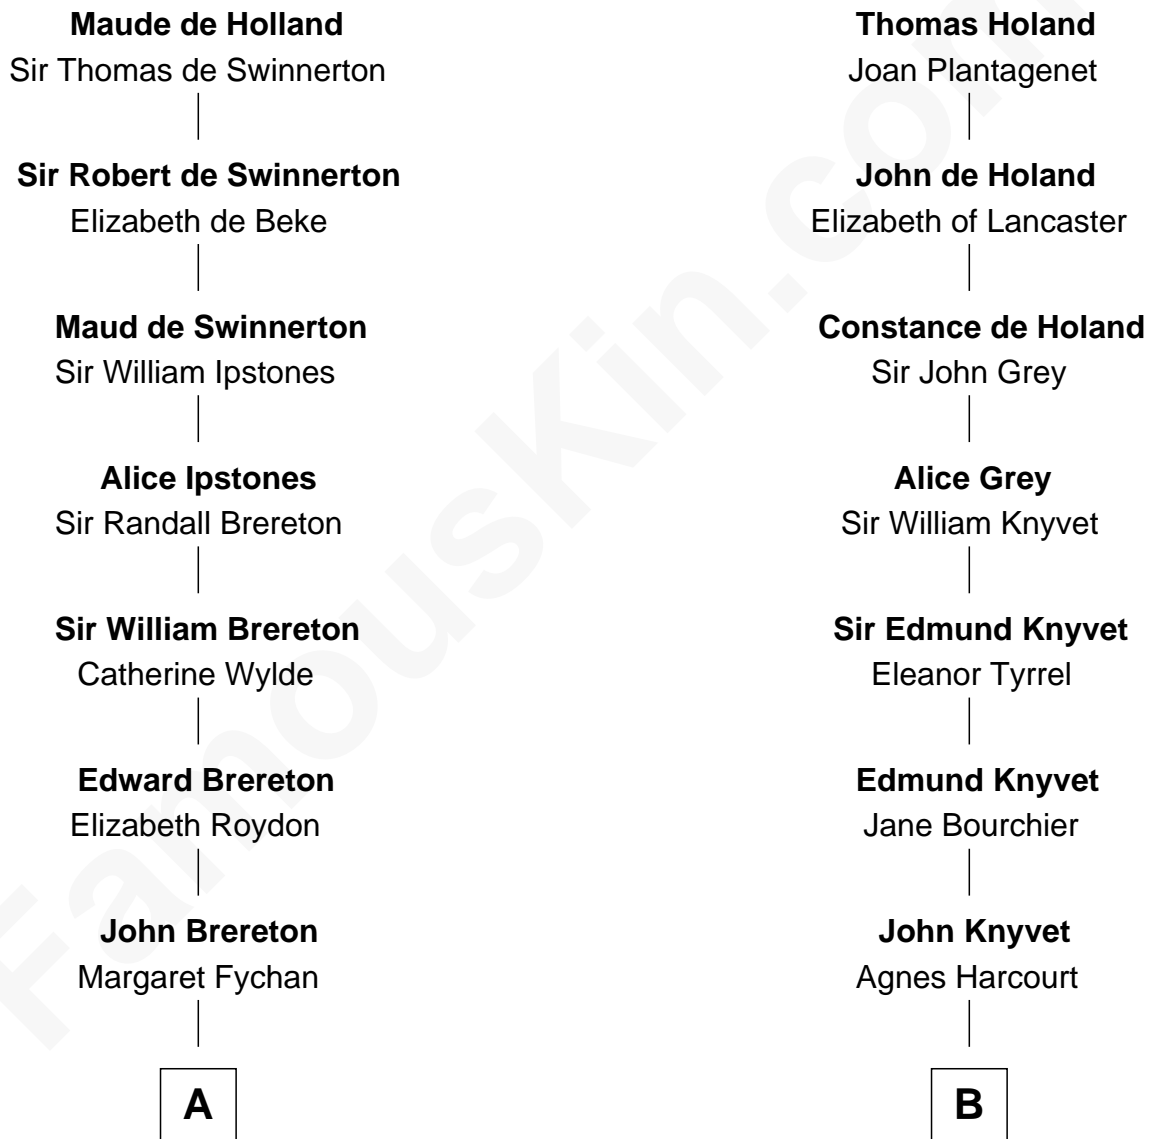 Maude de Holland
Sir Thomas de Swinnerton
Sir Robert de Swinnerton
Elizabeth de Beke
Maud de Swinnerton
Sir William Ipstones
Alice Ipstones
Sir Randall Brereton
Sir William Brereton
Catherine Wylde
Edward Brereton
Elizabeth Roydon
John Brereton
Margaret Fychan
A
Thomas Holand
Joan Plantagenet
John de Holand
Elizabeth of Lancaster
Constance de Holand
Sir John Grey
Alice Grey
Sir William Knyvet
Sir Edmund Knyvet
Eleanor Tyrrel
Edmund Knyvet
Jane Bourchier
John Knyvet
Agnes Harcourt
B
FamousKin.com